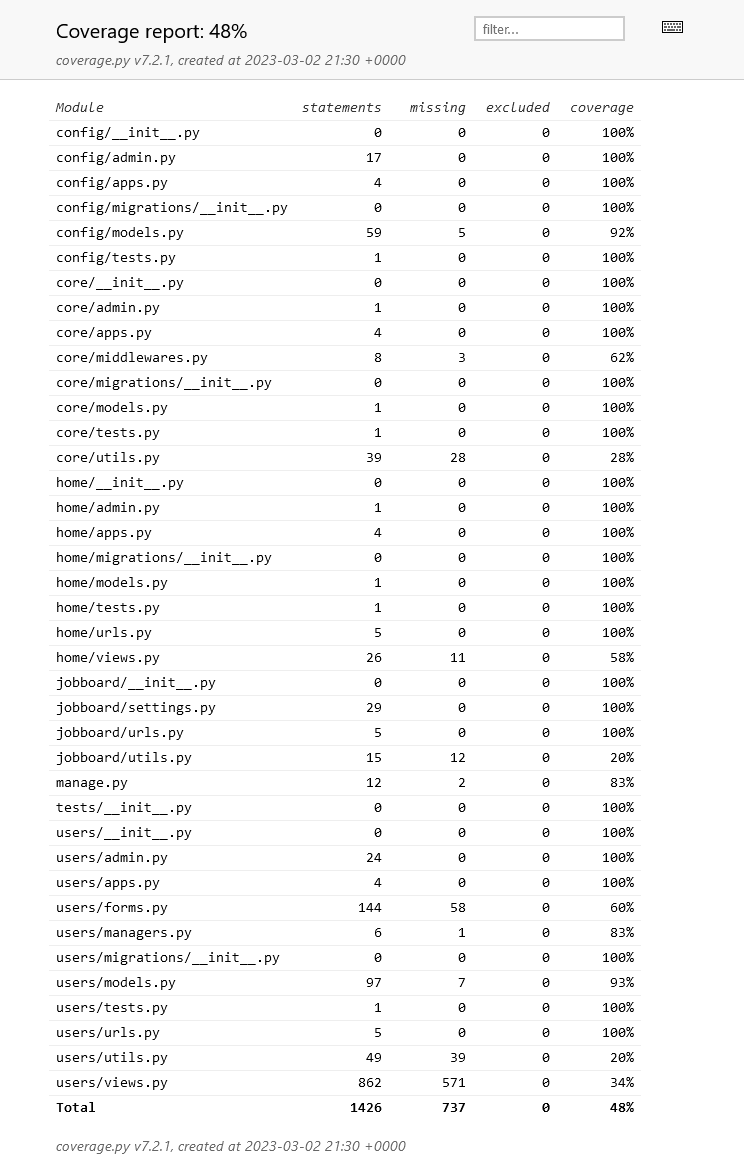 Coverage report: 48%
filter...
coverage.py v7.2.1, created at 2023-03-02 21:30 +0000
Module statements missing excluded coverage
config/__init__.py 0 0 0 100%
config/admin.py 17 0 0 100%
config/apps.py 4 0 0 100%
config/migrations/__init__.py 0 0 0 100%
config/models.py 59 5 0 92%
config/tests.py 1 0 0 100%
core/__init__.py 0 0 0 100%
core/admin.py 1 0 0 100%
core/apps.py 4 0 0 100%
core/middlewares.py 8 3 0 62%
core/migrations/__init__.py 0 0 0 100%
core/models.py 1 0 0 100%
core/tests.py 1 0 0 100%
core/utils.py 39 28 0 28%
home/__init__.py 0 0 0 100%
home/admin.py 1 0 0 100%
home/apps.py 4 0 0 100%
home/migrations/__init__.py 0 0 0 100%
home/models.py 1 0 0 100%
home/tests.py 1 0 0 100%
home/urls.py 5 0 0 100%
home/views.py 26 11 0 58%
jobboard/__init__.py 0 0 0 100%
jobboard/settings.py 29 0 0 100%
jobboard/urls.py 5 0 0 100%
jobboard/utils.py 15 12 0 20%
manage.py 12 2 0 83%
tests/__init__.py 0 0 0 100%
users/__init__.py 0 0 0 100%
users/admin.py 24 0 0 100%
users/apps.py 4 0 0 100%
users/forms.py 144 58 0 60%
users/managers.py 6 1 0 83%
users/migrations/__init__.py 0 0 0 100%
users/models.py 97 7 0 93%
users/tests.py 1 0 0 100%
users/urls.py 5 0 0 100%
users/utils.py 49 39 0 20%
users/views.py 862 571 0 34%
Total 1426 737 0 48%
coverage.py v7.2.1, created at 2023-03-02 21:30 +0000